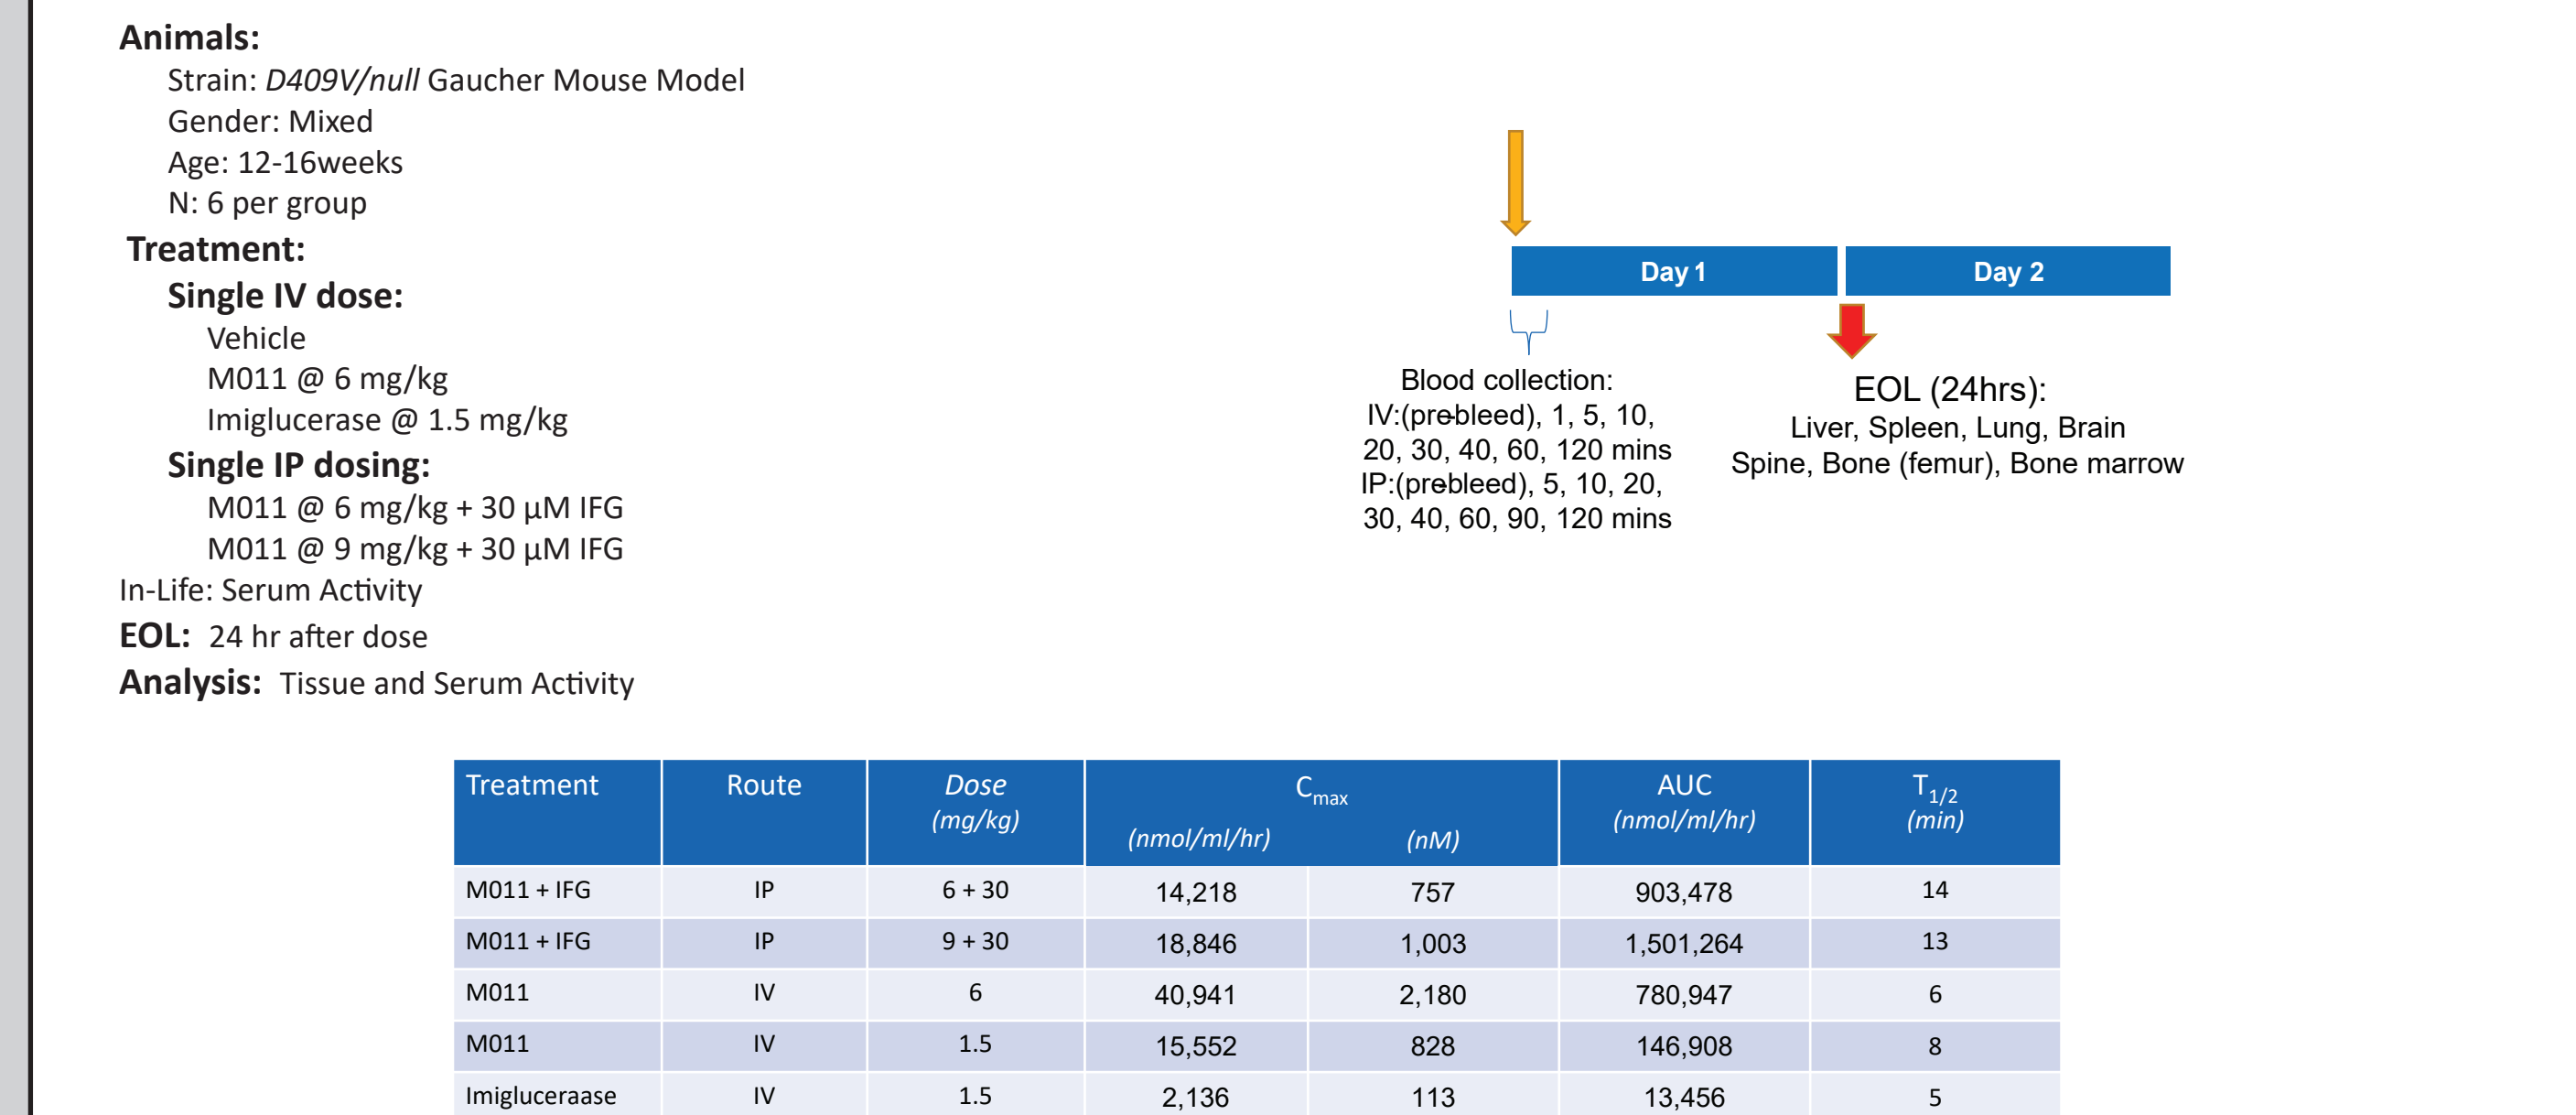 Animals:
Strain: D409V/null Gaucher Mouse Model
Gender: Mixed
Age: 12-16weeks
N: 6 per group
Treatment:
Single IV dose:
Vehicle
M011 @ 6 mg/kg
Imiglucerase @ 1.5 mg/kg
Single IP dosing:
M011 @ 6 mg/kg + 30 µM IFG
M011 @ 9 mg/kg + 30 µM IFG
In-Life: Serum Activity
EOL: 24 hr after dose
Analysis: Tissue and Serum Activity
Day 1 Day 2
Blood collection:
IV:(pre-bleed), 1, 5, 10,
20, 30, 40, 60, 120 mins
IP:(pre-bleed), 5, 10, 20,
30, 40, 60, 90, 120 mins
EOL (24hrs):
Liver, Spleen, Lung, Brain
Spine, Bone (femur), Bone marrow
Treatment Route Dose Cmax AUC T1/2
(mg/kg) (nmol/ml/hr) (nM) (nmol/ml/hr) (min)
M011 + IFG IP 6 + 30 14,218 757 903,478 14
M011 + IFG IP 9 + 30 18,846 1,003 1,501,264 13
M011 IV 6 40,941 2,180 780,947 6
M011 IV 1.5 15,552 828 146,908 8
Imigluceraase IV 1.5 2,136 113 13,456 5